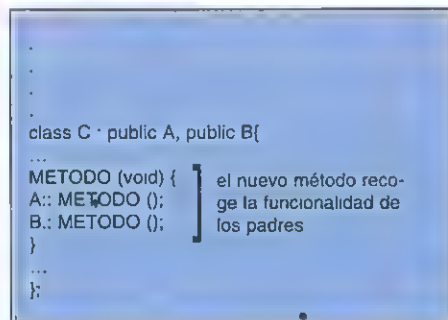 .
.
.
.
class C : public A, public B{
...
METODO (void) {
A:: METODO ();
B:: METODO ();
}
...
};
el nuevo método reco-
ge la funcionalidad de
los padres